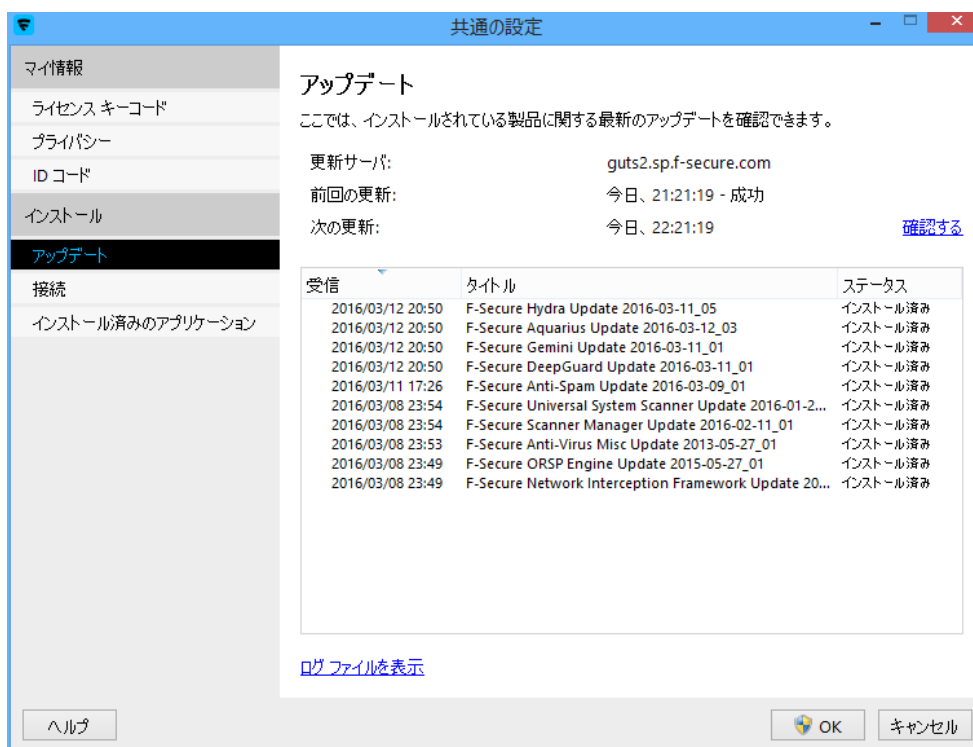 共通の設定
マイ情報
ライセンス キーコード
プライバシー
ID コード
インストール
アップデート
接続
インストール済みのアプリケーション
アップデート
ここでは、インストールされている製品に関する最新のアップデートを確認できます。
更新サーバ: guts2.sp.f-secure.com
前回の更新: 今日、21:21:19 - 成功
次の更新: 今日、22:21:19 確認する
受信 タイトル ステータス
2016/03/12 20:50 F-Secure Hydra Update 2016-03-11_05 インストール済み
2016/03/12 20:50 F-Secure Aquarius Update 2016-03-12_03 インストール済み
2016/03/12 20:50 F-Secure Gemini Update 2016-03-11_01 インストール済み
2016/03/12 20:50 F-Secure DeepGuard Update 2016-03-11_01 インストール済み
2016/03/11 17:26 F-Secure Anti-Spam Update 2016-03-09_01 インストール済み
2016/03/08 23:54 F-Secure Universal System Scanner Update 2016-01-2... インストール済み
2016/03/08 23:54 F-Secure Scanner Manager Update 2016-02-11_01 インストール済み
2016/03/08 23:53 F-Secure Anti-Virus Misc Update 2013-05-27_01 インストール済み
2016/03/08 23:49 F-Secure ORSP Engine Update 2015-05-27_01 インストール済み
2016/03/08 23:49 F-Secure Network Interception Framework Update 20... インストール済み
ログ ファイルを表示
ヘルプ OK キャンセル